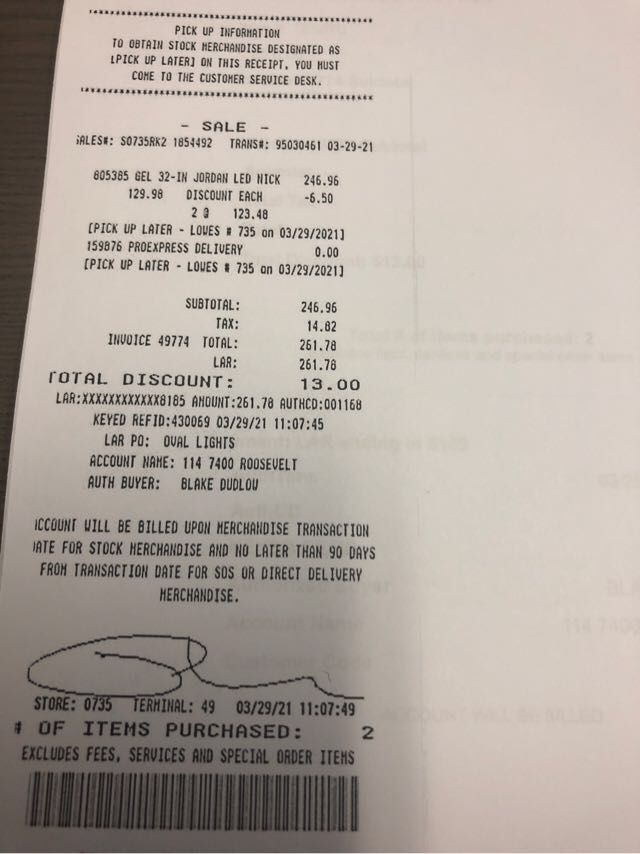 *************************************************
PICK UP INFORMATION
TO OBTAIN STOCK MERCHANDISE DESIGNATED AS
[PICK UP LATER] ON THIS RECEIPT, YOU MUST
COME TO THE CUSTOMER SERVICE DESK.
*************************************************
- SALE -
SALES#: S0735RK2 1854492 TRANS#: 95030461 03-29-21
805385 GEL 32-IN JORDAN LED NICK 246.96
129.98 DISCOUNT EACH -6.50
2 @ 123.48
[PICK UP LATER - LOWES # 735 on 03/29/2021]
159876 PROEXPRESS DELIVERY 0.00
[PICK UP LATER - LOWES # 735 on 03/29/2021]
SUBTOTAL: 246.96
TAX: 14.82
INVOICE 49774 TOTAL: 261.78
LAR: 261.78
TOTAL DISCOUNT: 13.00
LAR:XXXXXXXXXXXX8185 AMOUNT:261.78 AUTHCD:001168
KEYED REFID:430069 03/29/21 11:07:45
LAR PO: OVAL LIGHTS
ACCOUNT NAME: 114 7400 ROOSEVELT
AUTH BUYER: BLAKE DUDLOW
ACCOUNT WILL BE BILLED UPON MERCHANDISE TRANSACTION
DATE FOR STOCK MERCHANDISE AND NO LATER THAN 90 DAYS
FROM TRANSACTION DATE FOR SOS OR DIRECT DELIVERY
MERCHANDISE.
STORE: 0735 TERMINAL: 49 03/29/21 11:07:49
# OF ITEMS PURCHASED: 2
EXCLUDES FEES, SERVICES AND SPECIAL ORDER ITEMS